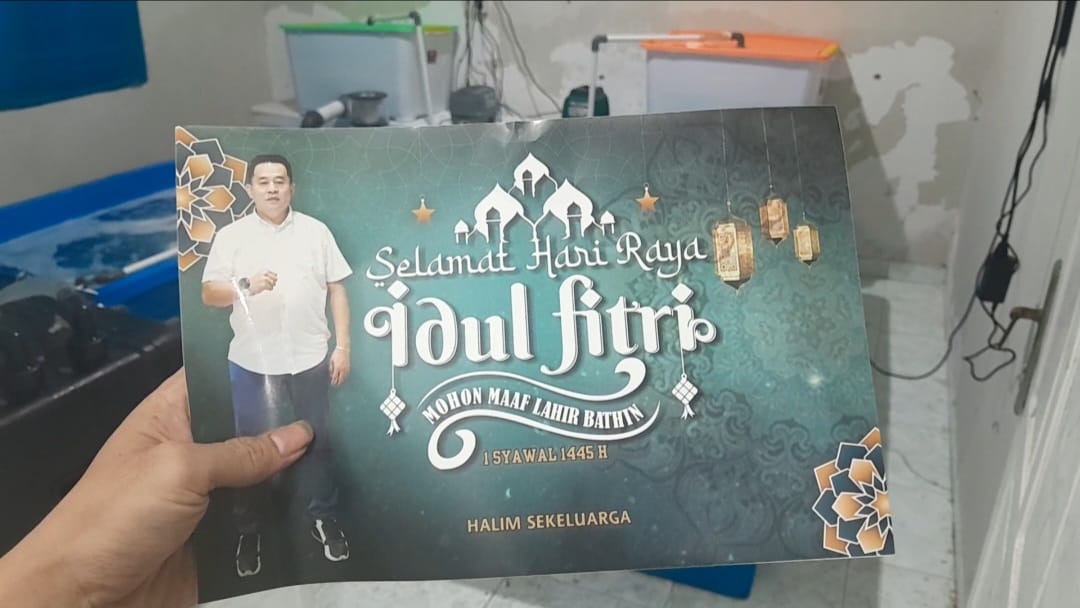 Selamat Hari Raya
idul fitri
MOHON MAAF LAHIR BATHIN
1 SYAWAL 1445 H
HALIM SEKELUARGA